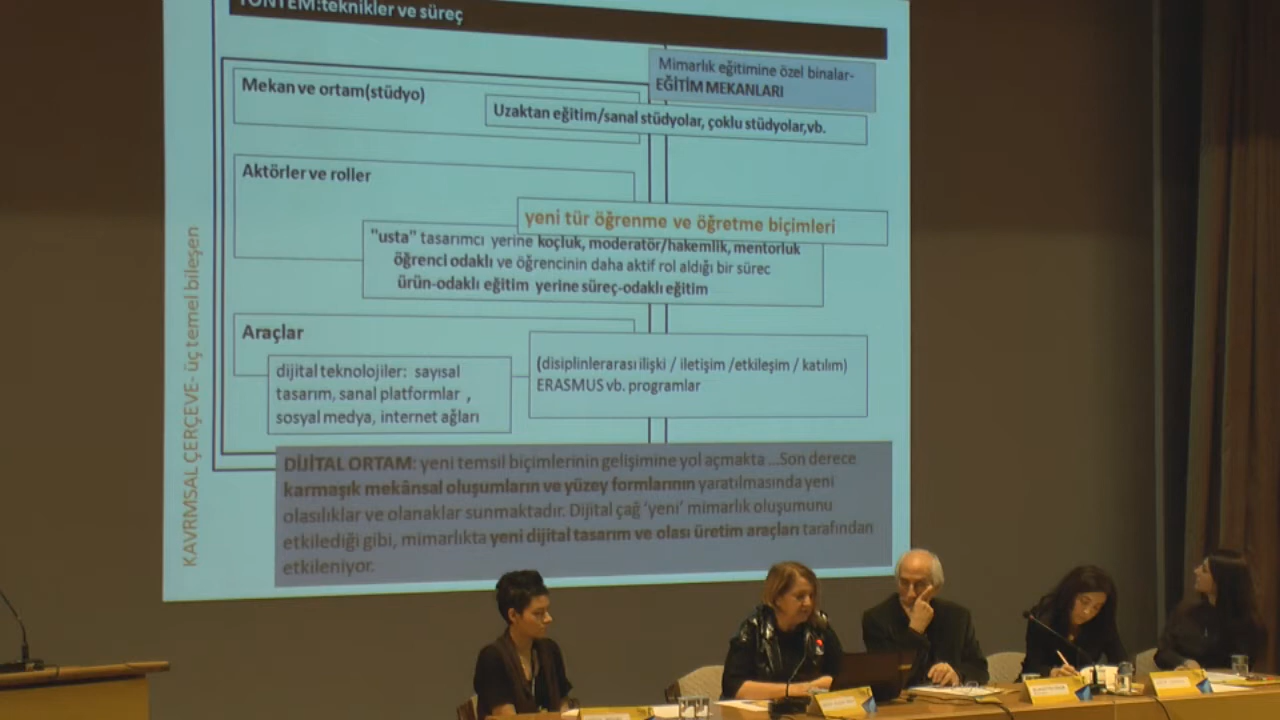 YÖNTEM:teknikler ve süreç
Mimarlık eğitimine özel binalar-
EĞİTİM MEKANLARI
Mekan ve ortam(stüdyo)
Uzaktan eğitim/sanal stüdyolar, çoklu stüdyolar,vb.
Aktörler ve roller
yeni tür öğrenme ve öğretme biçimleri
"usta" tasarımcı yerine koçluk, moderatör/hakemlik, mentorluk
öğrenci odaklı ve öğrencinin daha aktif rol aldığı bir sürec
ürün-odaklı eğitim yerine süreç-odaklı eğitim
Araçlar
dijital teknolojiler: sayısal
tasarım, sanal platformlar ,
sosyal medya, internet ağları
(disiplinlerarası ilişki / iletişim /etkileşim / katılım)
ERASMUS vb. programlar
DİJİTAL ORTAM: yeni temsil biçimlerinin gelişimine yol açmakta ...Son derece
karmaşık mekânsal oluşumların ve yüzey formlarının yaratılmasında yeni
olasılıklar ve olanaklar sunmaktadır. Dijital çağ 'yeni' mimarlık oluşumunu
etkilediği gibi, mimarlıkta yeni dijital tasarım ve olası üretim araçları tarafından
etkileniyor.
KAVRMSAL ÇERÇEVE- üç temel bileşen